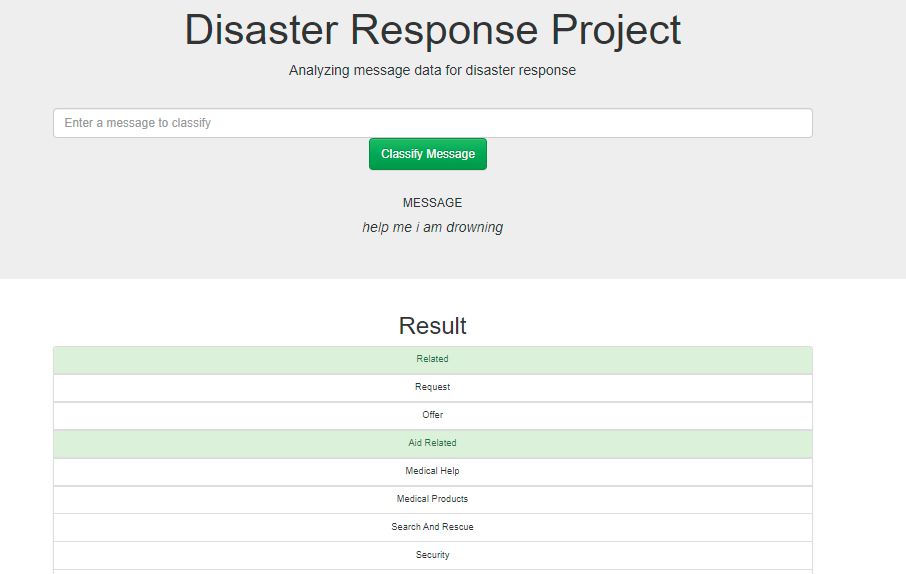 Disaster Response Project
Analyzing message data for disaster response
Enter a message to classify
Classify Message
MESSAGE
help me i am drowning
Result
Related
Request
Offer
Aid Related
Medical Help
Medical Products
Search And Rescue
Security